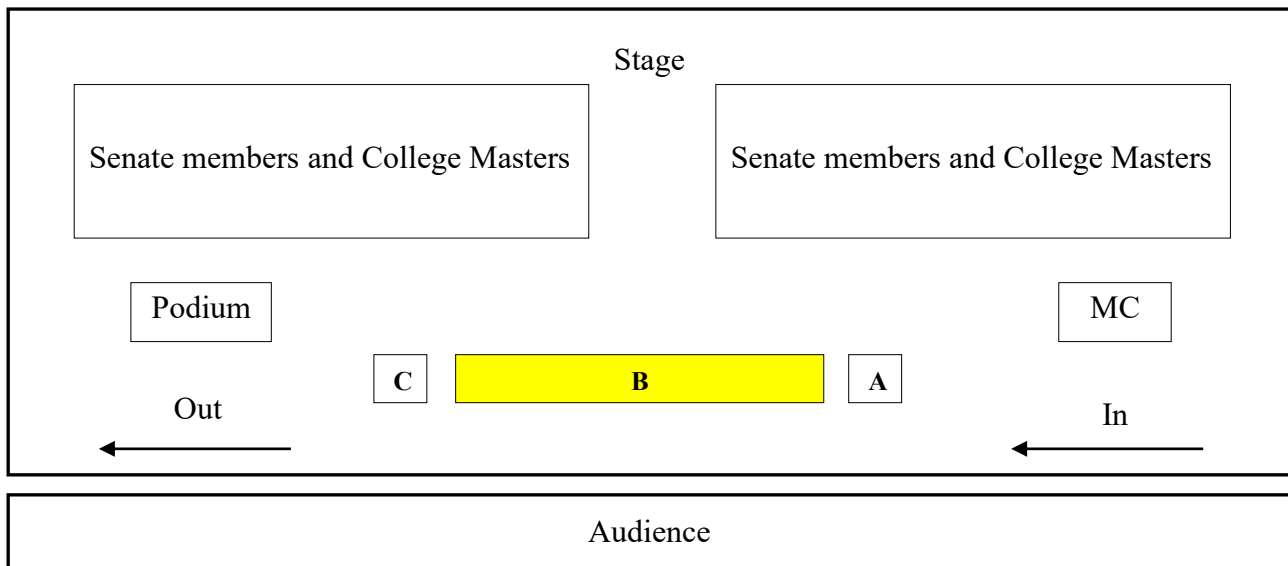 Stage
Senate members and College Masters
Senate members and College Masters
Podium
MC
C
B
A
Out
In
Audience